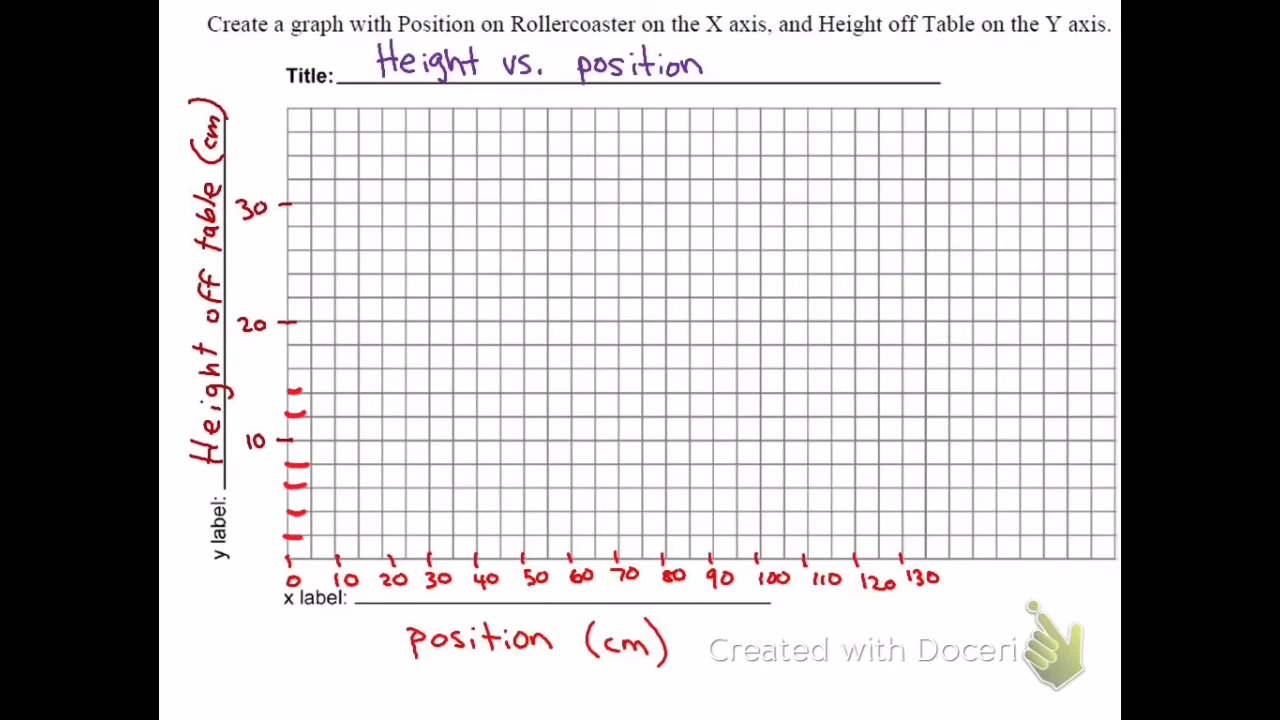 Create a graph with Position on Rollercoaster on the X axis, and Height off Table on the Y axis.
Title: Height vs. position
y label: Height off table (cm)
30
20
10
0 10 20 30 40 50 60 70 80 90 100 110 120 130
x label:
position (cm)
Created with Doceri